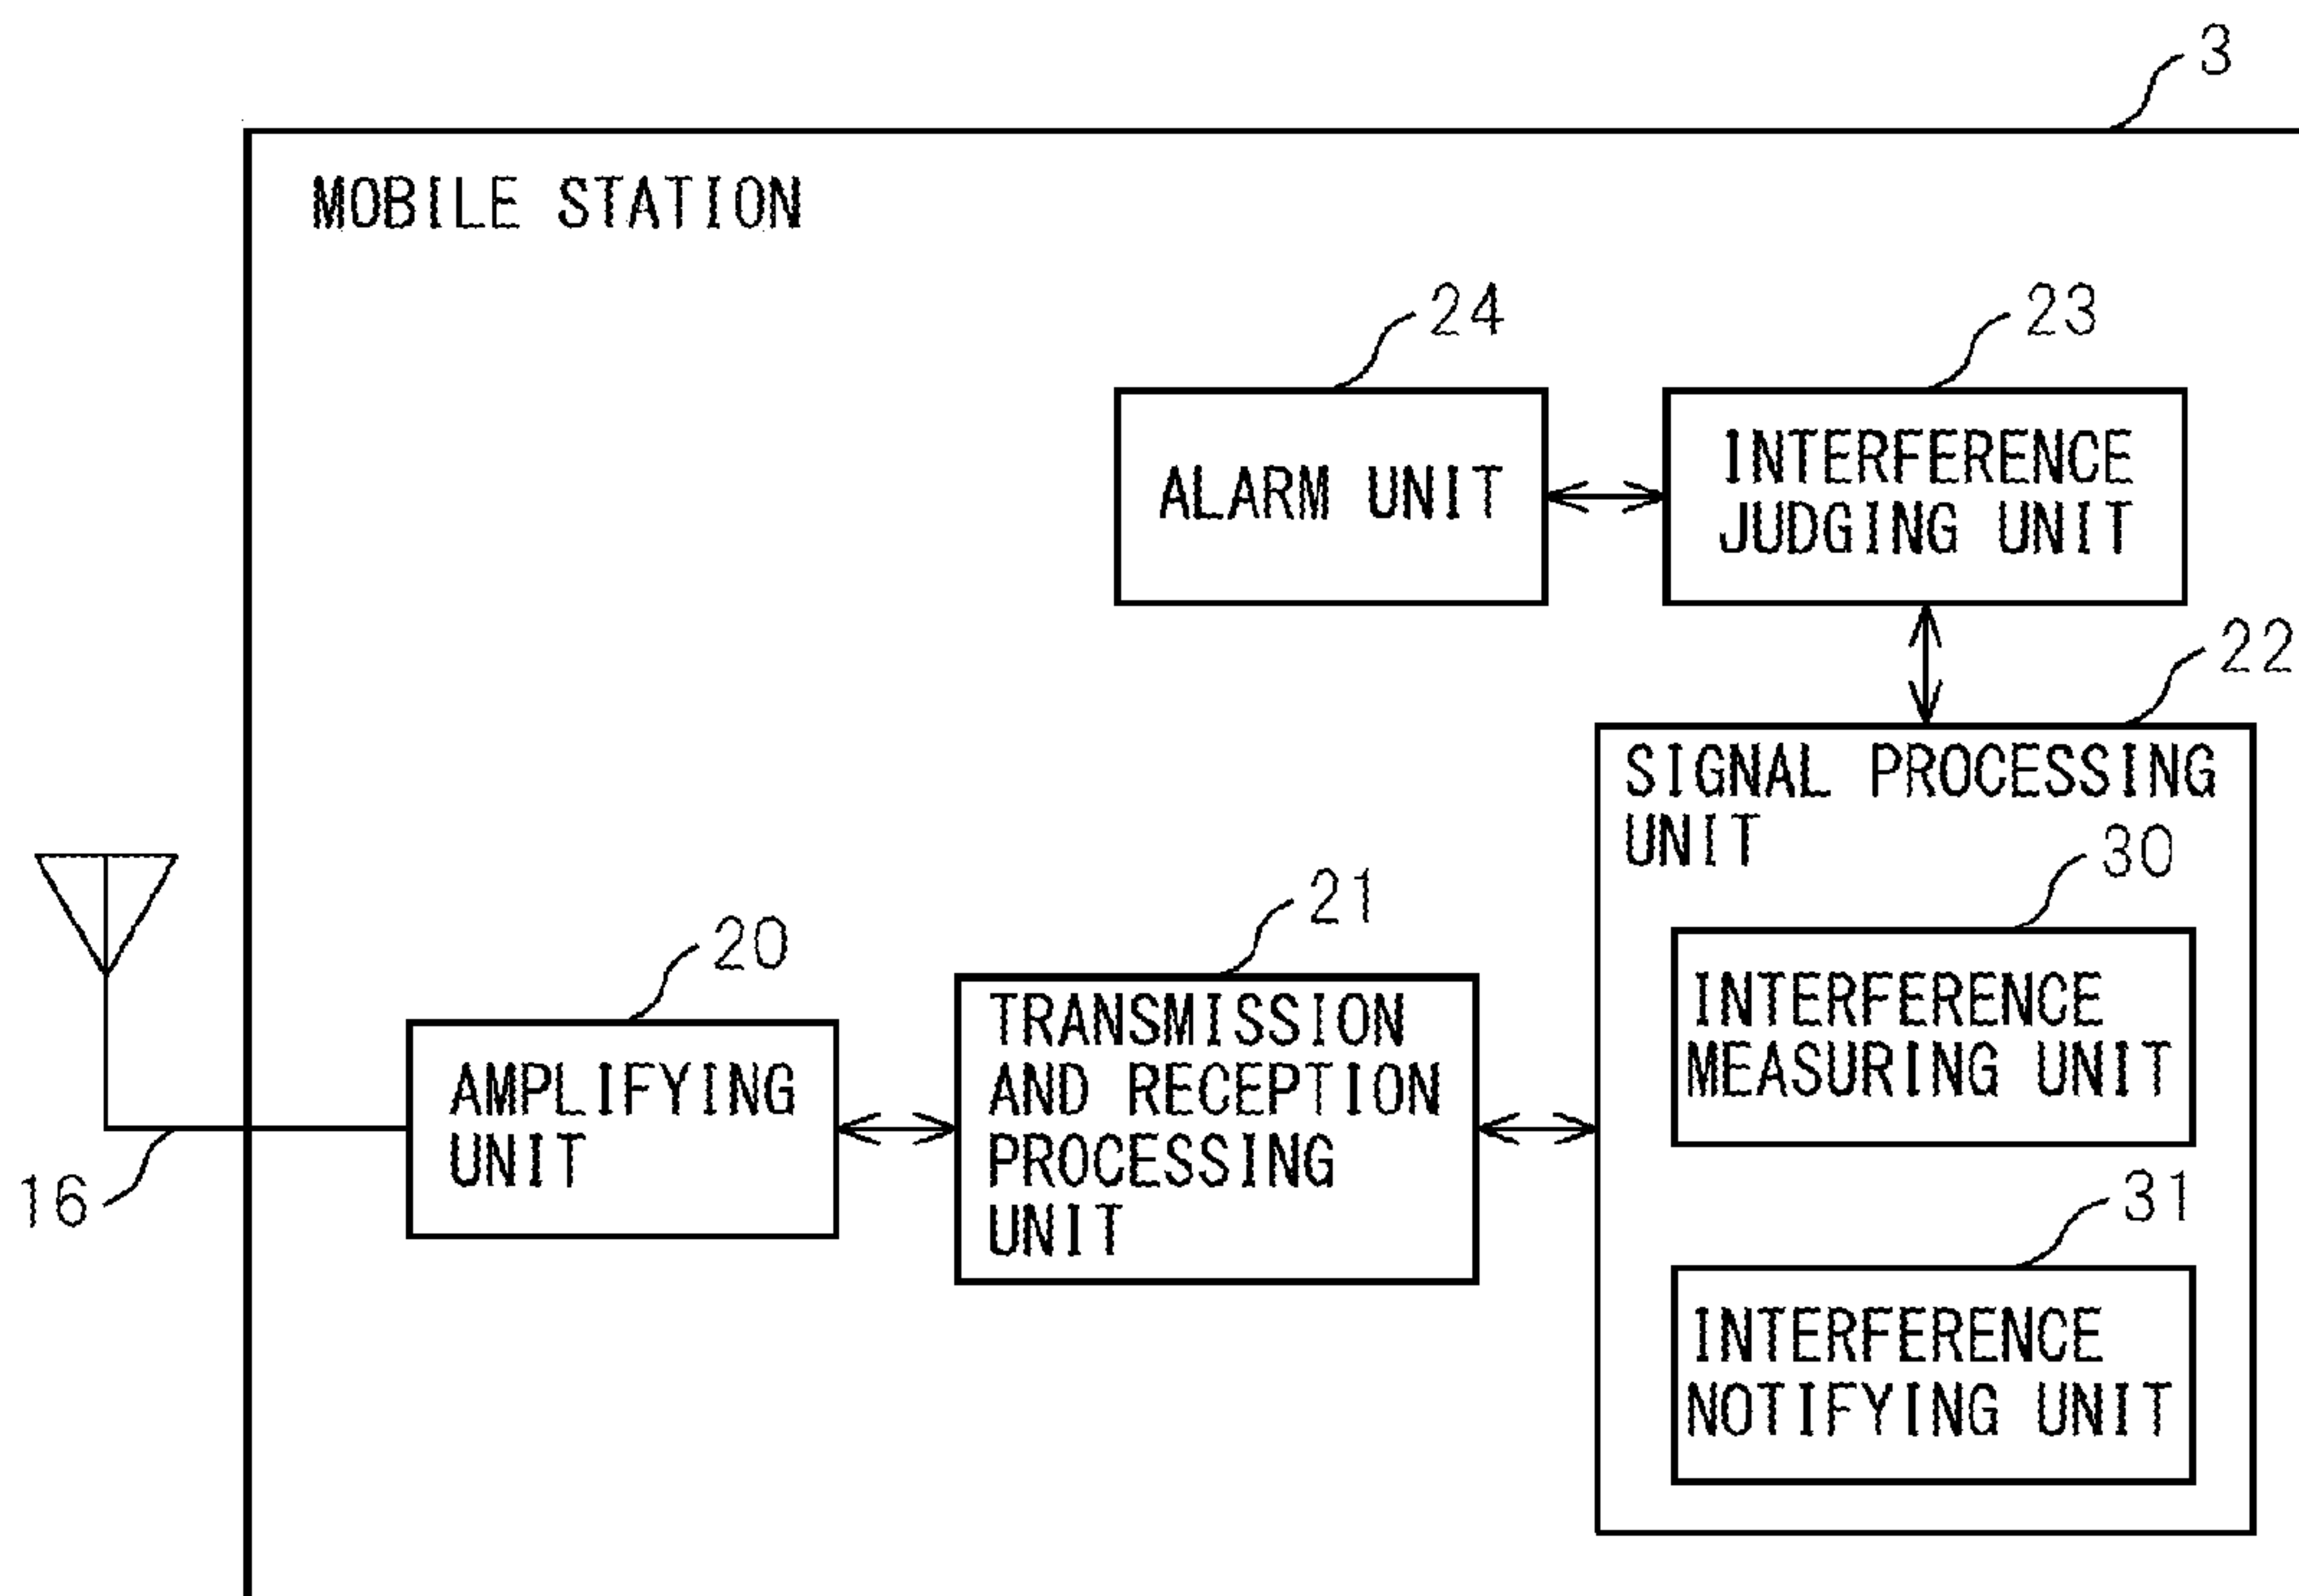 3
MOBILE STATION
24
23
ALARM UNIT
INTERFERENCE
JUDGING UNIT
22
SIGNAL PROCESSING
UNIT
30
21
20
INTERFERENCE
MEASURING UNIT
TRANSMISSION
AND RECEPTION
PROCESSING
UNIT
AMPLIFYING
UNIT
16
31
INTERFERENCE
NOTIFYING UNIT